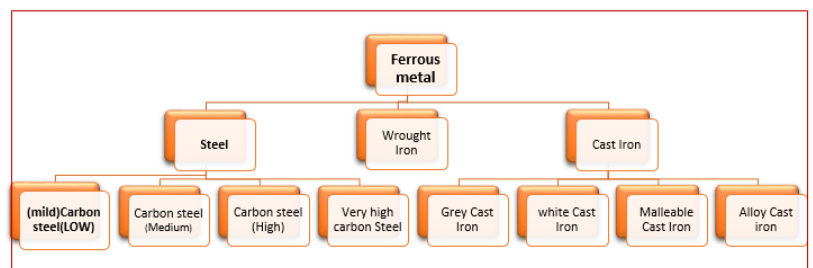 Ferrous
metal
Steel
Wrought
Iron
Cast Iron
(mild)Carbon
steel(LOW)
Carbon steel
(Medium)
Carbon steel
(High)
Very high
carbon Steel
Grey Cast
Iron
white Cast
Iron
Malleable
Cast Iron
Alloy Cast
iron